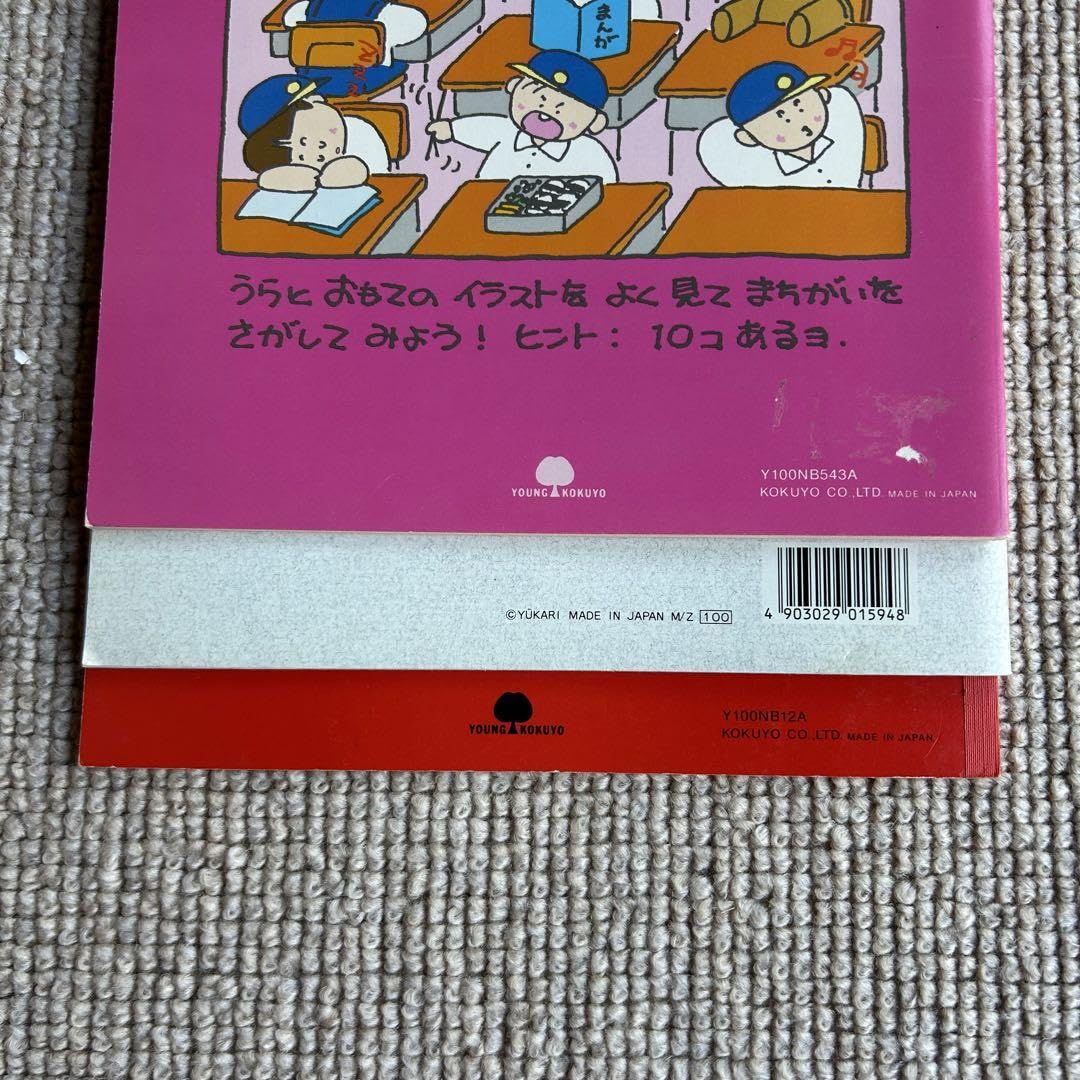 まんが
zzz
うらと おもての イラストを よく 見て まちがいを
さがして みよう! ヒント: 10コ あるヨ.
YOUNG KOKUYO
Y100NB543A
KOKUYO CO.,LTD. MADE IN JAPAN
©YŪKARI MADE IN JAPAN M/Z 100
4 903029 015948
YOUNG KOKUYO
Y100NB12A
KOKUYO CO.,LTD. MADE IN JAPAN